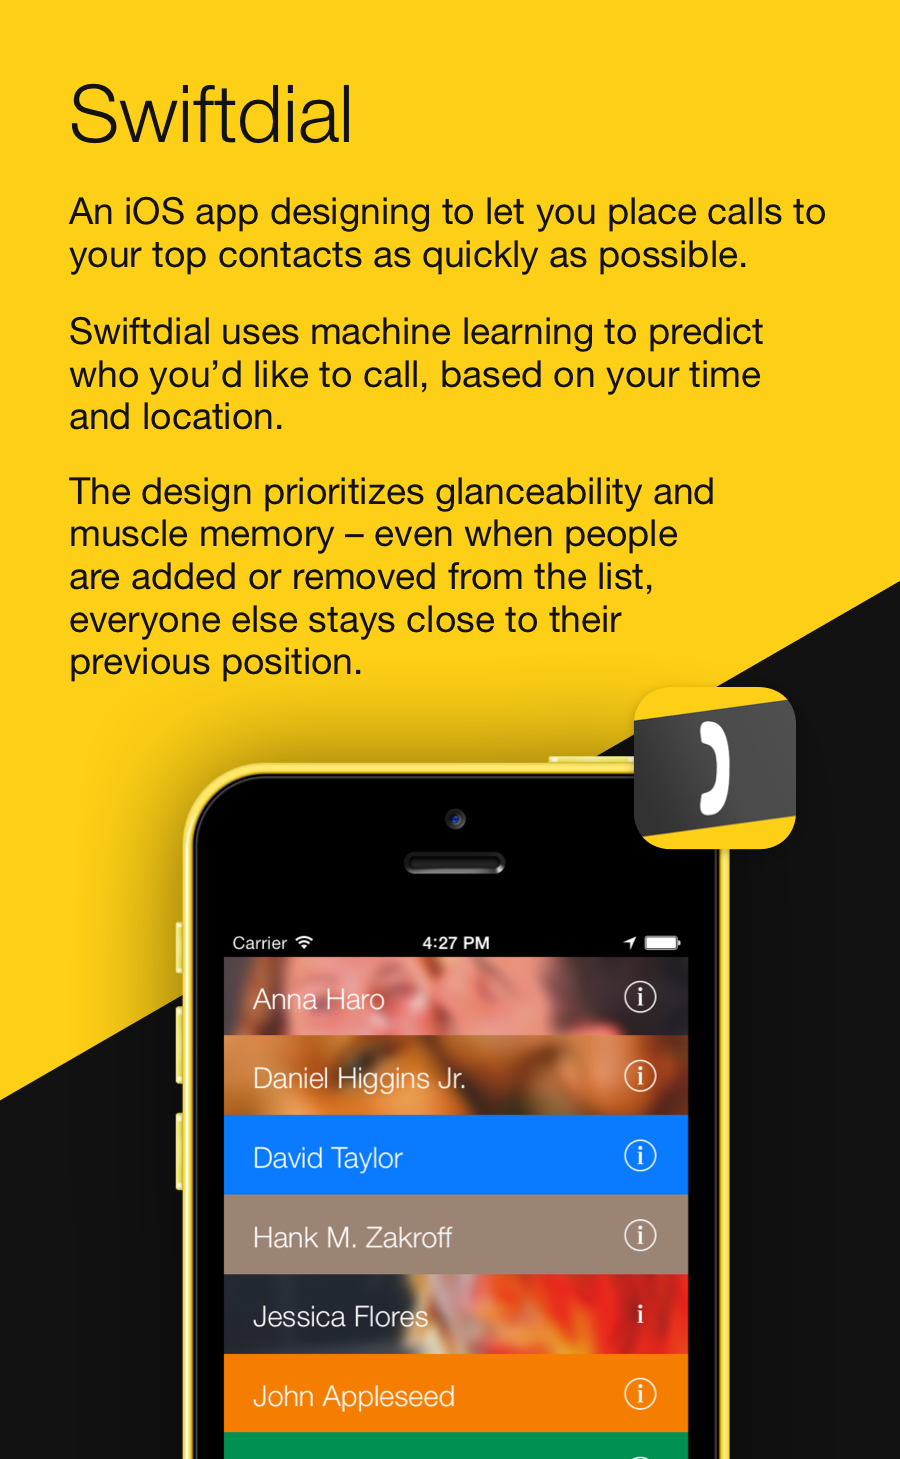 Swiftdial
An iOS app designing to let you place calls to
your top contacts as quickly as possible.
Swiftdial uses machine learning to predict
who you’d like to call, based on your time
and location.
The design prioritizes glanceability and
muscle memory – even when people
are added or removed from the list,
everyone else stays close to their
previous position.
Carrier 4:27 PM
Anna Haro i
Daniel Higgins Jr. i
David Taylor i
Hank M. Zakroff i
Jessica Flores i
John Appleseed i